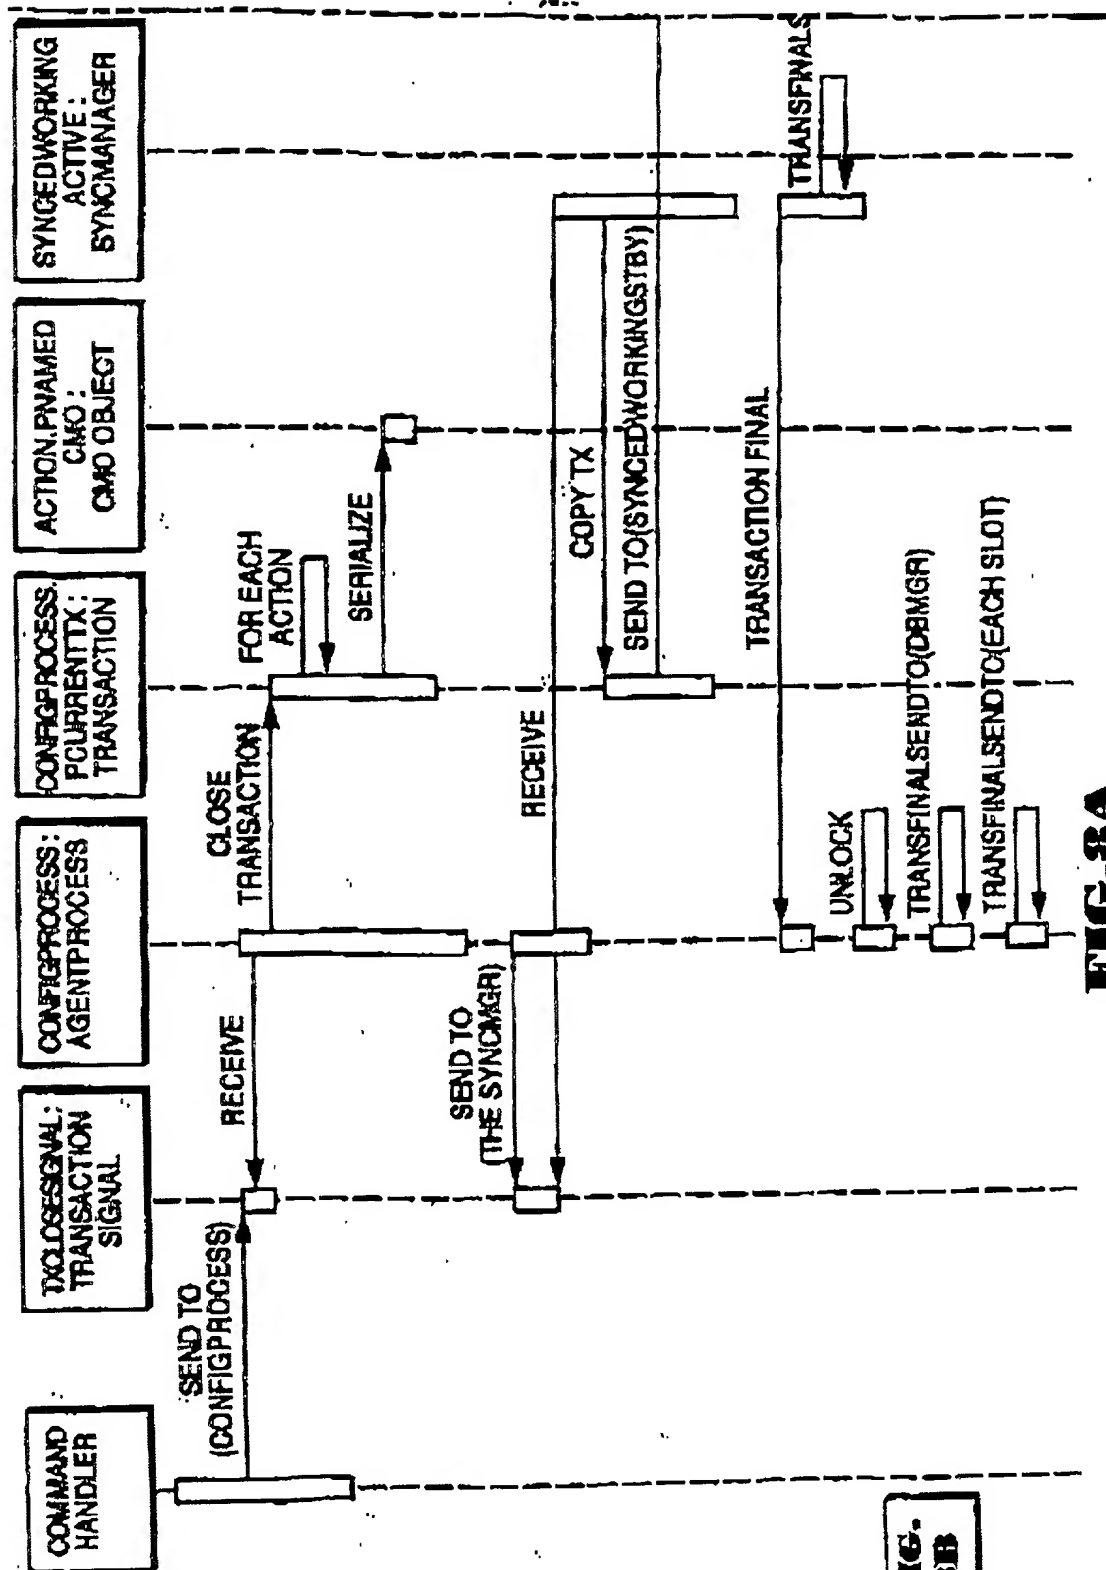 COMMAND
HANDLER
TXCLOSESIGNAL:
TRANSACTION
SIGNAL
CONFIGPROCESS:
AGENTPROCESS
CONFIGPROCESS.
PCURRENTTX:
TRANSACTION
ACTION.PNAMED
CMO:
CMO OBJECT
SYNCEDWORKING
ACTIVE:
SYNCMANAGER
SEND TO
(CONFIGPROCESS)
RECEIVE
CLOSE
TRANSACTION
FOR EACH
ACTION
SERIALIZE
SEND TO
(THE SYNCMGR)
RECEIVE
COPY TX
SEND TO(SYNCEDWORKINGSTBY)
TRANSACTION FINAL
TRANSFINALS
UNLOCK
TRANSFINALSENDTO(DBMGR)
TRANSFINALSENDTO(EACH SLOT)
FIG.8A